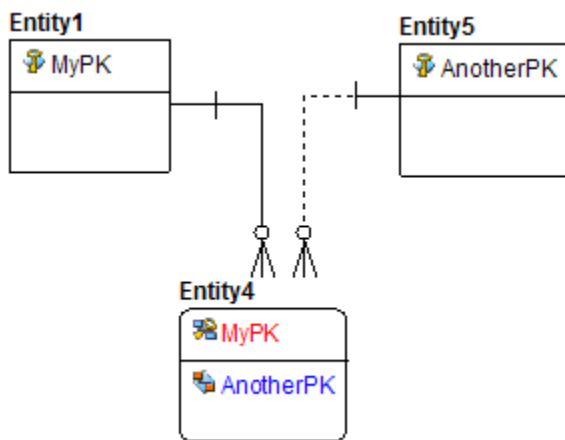 Entity1
MyPK
Entity5
AnotherPK
Entity4
MyPK
AnotherPK